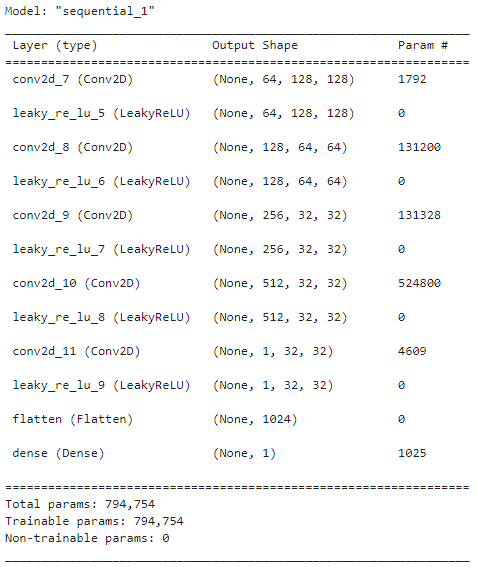 Model: "sequential_1"
_________________________________________________________________
Layer (type) Output Shape Param #
=================================================================
conv2d_7 (Conv2D) (None, 64, 128, 128) 1792
leaky_re_lu_5 (LeakyReLU) (None, 64, 128, 128) 0
conv2d_8 (Conv2D) (None, 128, 64, 64) 131200
leaky_re_lu_6 (LeakyReLU) (None, 128, 64, 64) 0
conv2d_9 (Conv2D) (None, 256, 32, 32) 131328
leaky_re_lu_7 (LeakyReLU) (None, 256, 32, 32) 0
conv2d_10 (Conv2D) (None, 512, 32, 32) 524800
leaky_re_lu_8 (LeakyReLU) (None, 512, 32, 32) 0
conv2d_11 (Conv2D) (None, 1, 32, 32) 4609
leaky_re_lu_9 (LeakyReLU) (None, 1, 32, 32) 0
flatten (Flatten) (None, 1024) 0
dense (Dense) (None, 1) 1025
=================================================================
Total params: 794,754
Trainable params: 794,754
Non-trainable params: 0
_________________________________________________________________